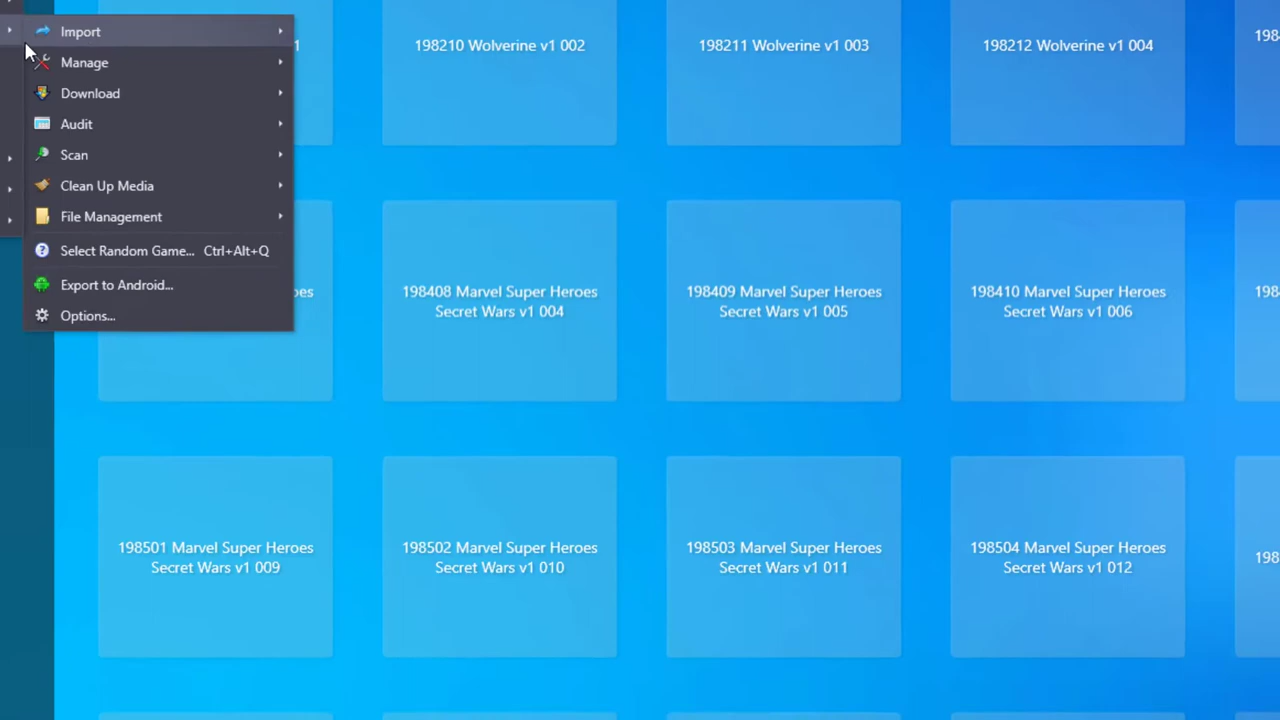 Import
Manage
Download
Audit
Scan
Clean Up Media
File Management
Select Random Game... Ctrl+Alt+Q
Export to Android...
Options...
1
198210 Wolverine v1 002
198211 Wolverine v1 003
198212 Wolverine v1 004
198
198408 Marvel Super Heroes
Secret Wars v1 004
198409 Marvel Super Heroes
Secret Wars v1 005
198410 Marvel Super Heroes
Secret Wars v1 006
198
198501 Marvel Super Heroes
Secret Wars v1 009
198502 Marvel Super Heroes
Secret Wars v1 010
198503 Marvel Super Heroes
Secret Wars v1 011
198504 Marvel Super Heroes
Secret Wars v1 012
198